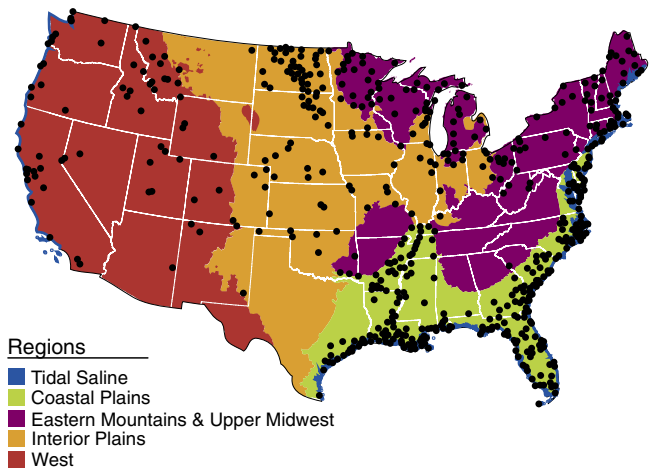 Regions
Tidal Saline
Coastal Plains
Eastern Mountains & Upper Midwest
Interior Plains
West